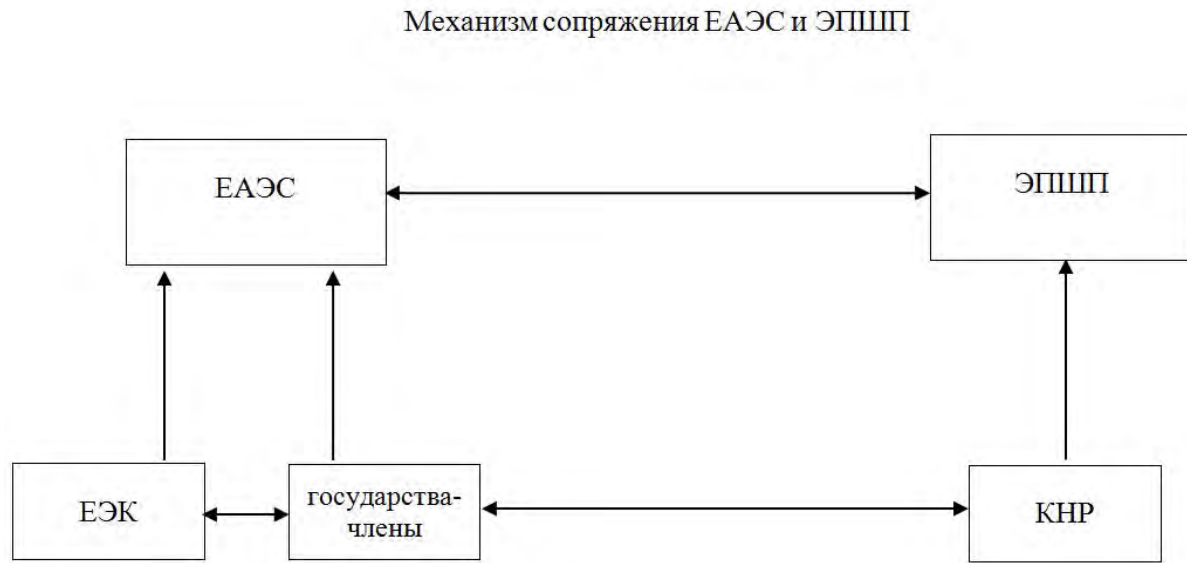 Механизм сопряжения ЕАЭС и ЭПШП
ЕАЭС
ЭПШП
ЕЭК
государства-
члены
КНР